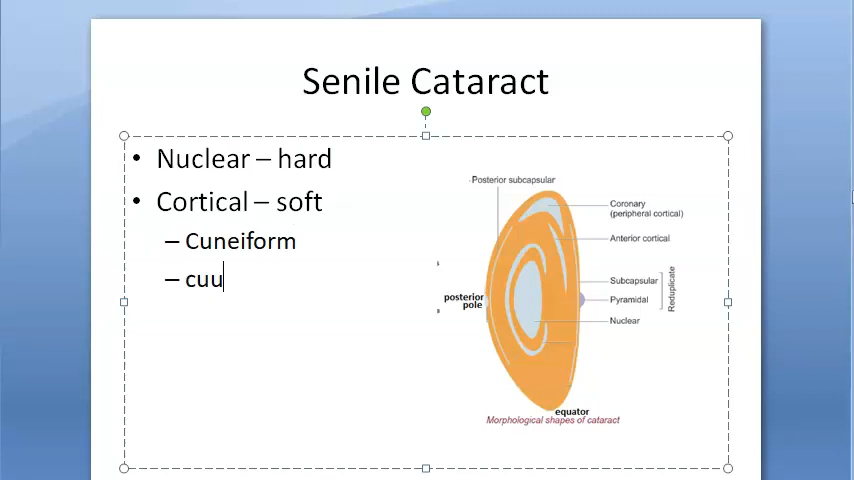 Senile Cataract
• Nuclear – hard
• Cortical – soft
– Cuneiform
– cuu
Posterior subcapsular
Coronary
(peripheral cortical)
Anterior cortical
Subcapsular
Pyramidal
Reduplicate
Nuclear
posterior
pole
equator
Morphological shapes of cataract